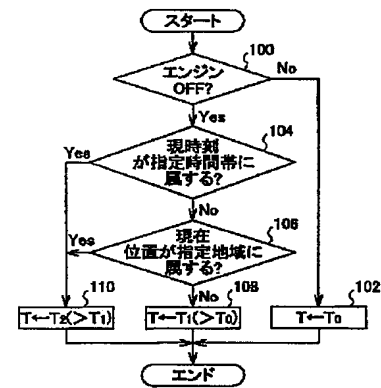 スタート
100
エンジン
OFF?
No
Yes
104
現時刻
が指定時間帯に
属する?
Yes
No
106
現在
位置が指定地域に
属する?
Yes
No
110
T←T2(>T1)
108
T←T1(>T0)
102
T←T0
エンド